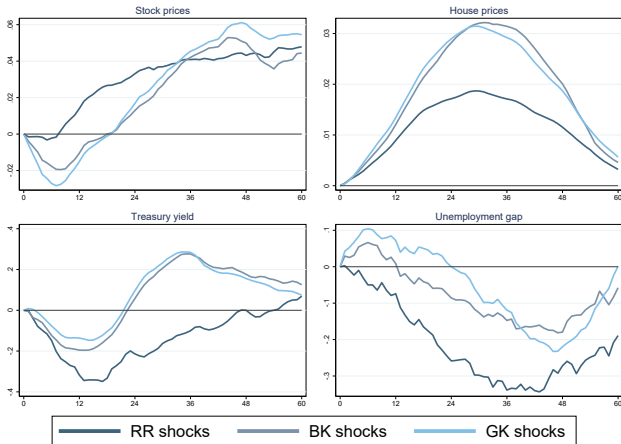 Stock prices
.06
.04
.02
0
-.02
0 12 24 36 48 60
House prices
.03
.02
.01
0
0 12 24 36 48 60
Treasury yield
.4
.2
0
-.2
-.4
0 12 24 36 48 60
Unemployment gap
.1
0
-.1
-.2
-.3
0 12 24 36 48 60
RR shocks BK shocks GK shocks